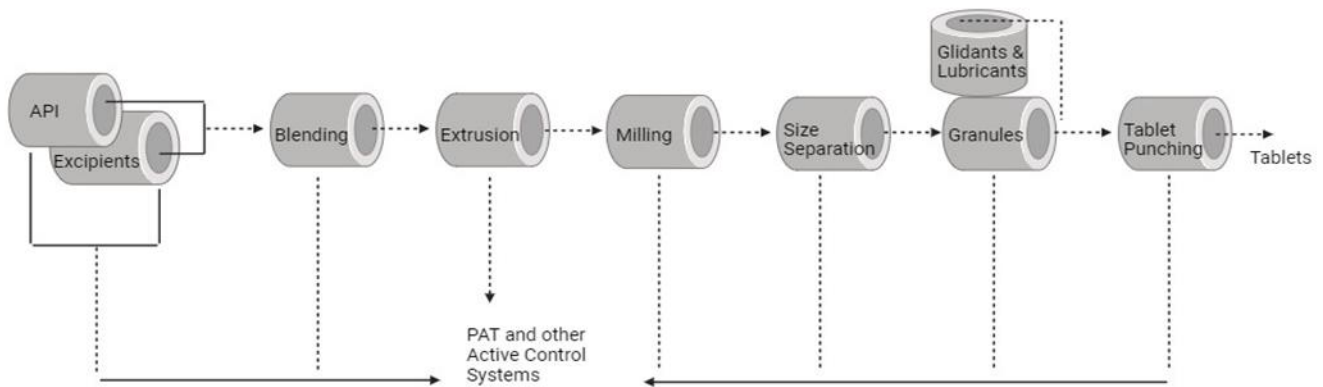 API
Excipients
Blending
Extrusion
Milling
Size
Separation
Glidants &
Lubricants
Granules
Tablet
Punching
Tablets
PAT and other
Active Control
Systems